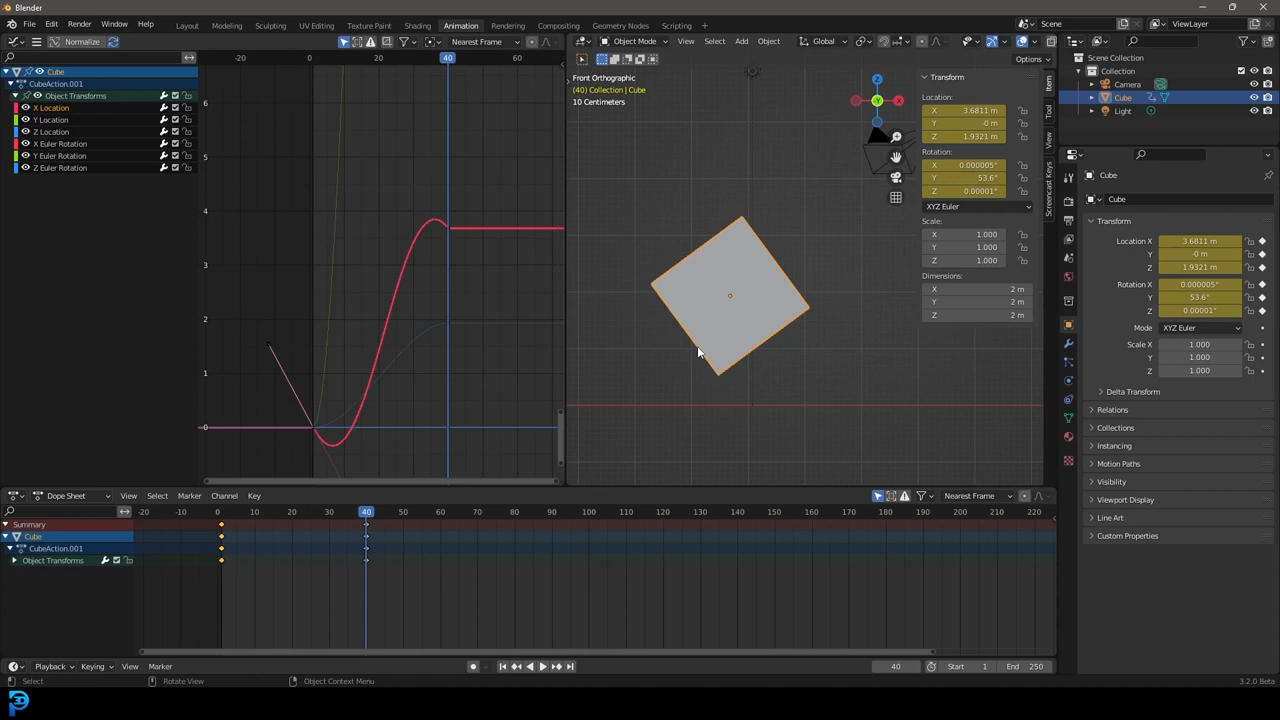 Blender
File Edit Render Window Help Layout Modeling Sculpting UV Editing Texture Paint Shading Animation Rendering Compositing Geometry Nodes Scripting + Scene ViewLayer
Normalize Nearest Frame Object Mode View Select Add Object Global
-20 0 20 40 60
Options
Cube
CubeAction.001
Object Transforms
X Location
Y Location
Z Location
X Euler Rotation
Y Euler Rotation
Z Euler Rotation
6
5
4
3
2
1
0
Front Orthographic
(40) Collection | Cube
10 Centimeters
Z
Y
X
Transform
Location:
X 3.6811 m
Y -0 m
Z 1.9321 m
Rotation:
X 0.000005°
Y 53.6°
Z 0.00001°
XYZ Euler
Scale:
X 1.000
Y 1.000
Z 1.000
Dimensions:
X 2 m
Y 2 m
Z 2 m
Item
Tool
View
Screencast Keys
Scene Collection
Collection
Camera
Cube
Light
Cube
Cube
Transform
Location X 3.6811 m
Y -0 m
Z 1.9321 m
Rotation X 0.000005°
Y 53.6°
Z 0.00001°
Mode XYZ Euler
Scale X 1.000
Y 1.000
Z 1.000
Delta Transform
Relations
Collections
Instancing
Motion Paths
Visibility
Viewport Display
Line Art
Custom Properties
Dope Sheet View Select Marker Channel Key Nearest Frame
-20 -10 0 10 20 30 40 50 60 70 80 90 100 110 120 130 140 150 160 170 180 190 200 210 220
Summary
Cube
CubeAction.001
Object Transforms
Playback Keying View Marker 40 Start 1 End 250
Select Rotate View Object Context Menu 3.2.0 Beta